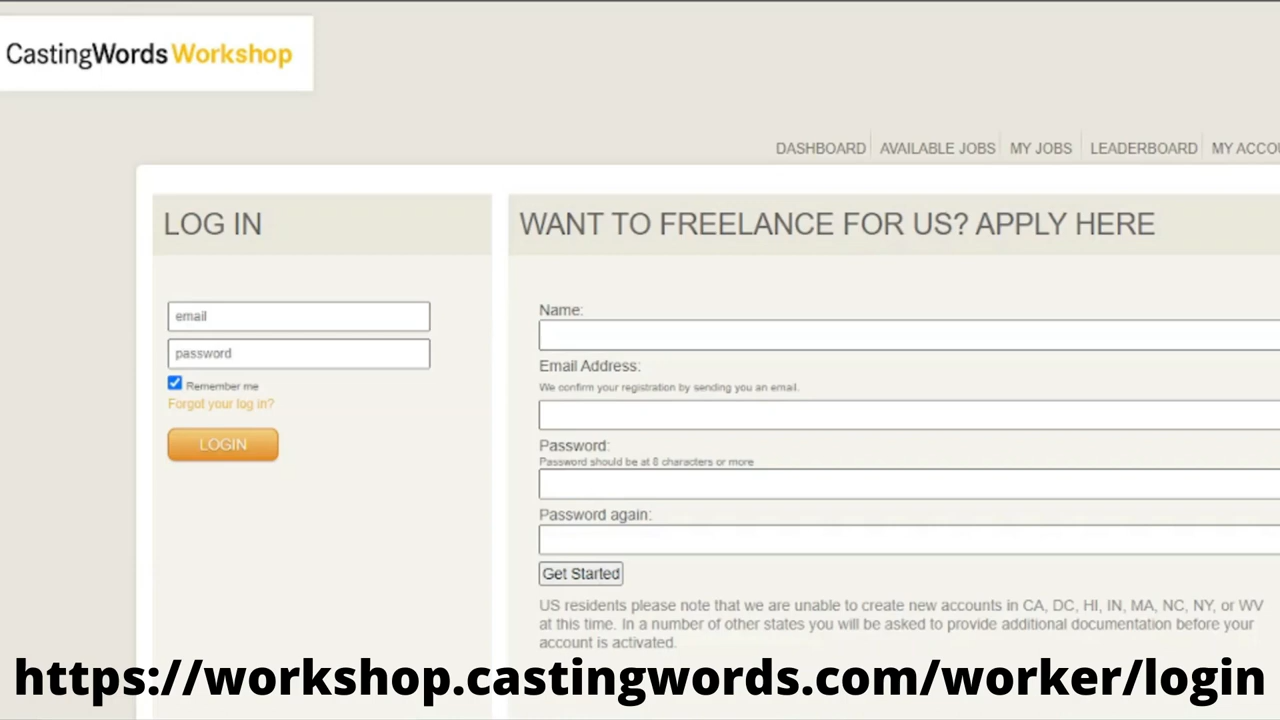 CastingWords Workshop
DASHBOARD AVAILABLE JOBS MY JOBS LEADERBOARD MY ACCOU
LOG IN
email
password
Remember me
Forgot your log in?
LOGIN
WANT TO FREELANCE FOR US? APPLY HERE
Name:
Email Address:
We confirm your registration by sending you an email.
Password:
Password should be at 8 characters or more
Password again:
Get Started
US residents please note that we are unable to create new accounts in CA, DC, HI, IN, MA, NC, NY, or WV
at this time. In a number of other states you will be asked to provide additional documentation before your
account is activated.
https://workshop.castingwords.com/worker/login